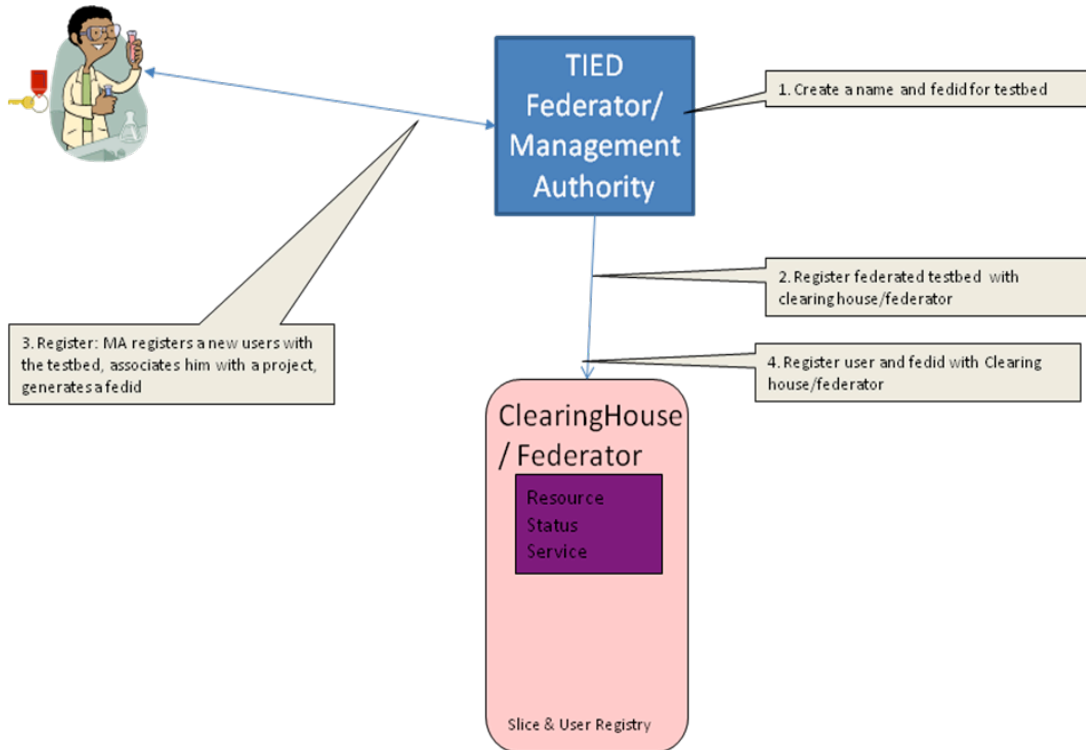 TIED
Federator/
Management
Authority
1. Create a name and fedid for testbed
2. Register federated testbed with
clearing house/federator
3. Register: MA registers a new users with
the testbed, associates him with a project,
generates a fedid
4. Register user and fedid with Clearing
house/federator
ClearingHouse
/ Federator
Resource
Status
Service
Slice & User Registry